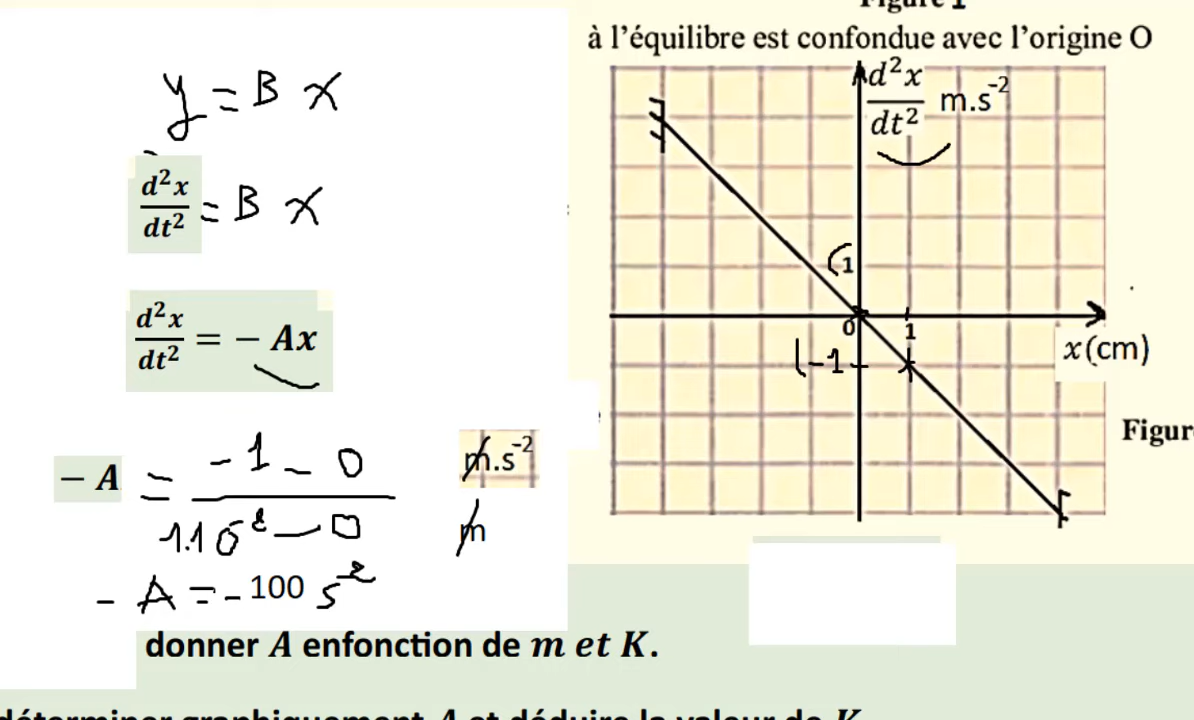 Figure 1
à l'équilibre est confondue avec l'origine O
y = B x
d²x/dt² = B x
d²x/dt² = − Ax
− A = (-1 - 0)/(1.10⁻² - 0) m.s⁻²/m
- A = - 100 s⁻²
d²x/dt² m.s⁻²
1
0 1
-1
x(cm)
Figur
donner A enfonction de m et K.
déterminer graphiquement A et déduire la valeur de K